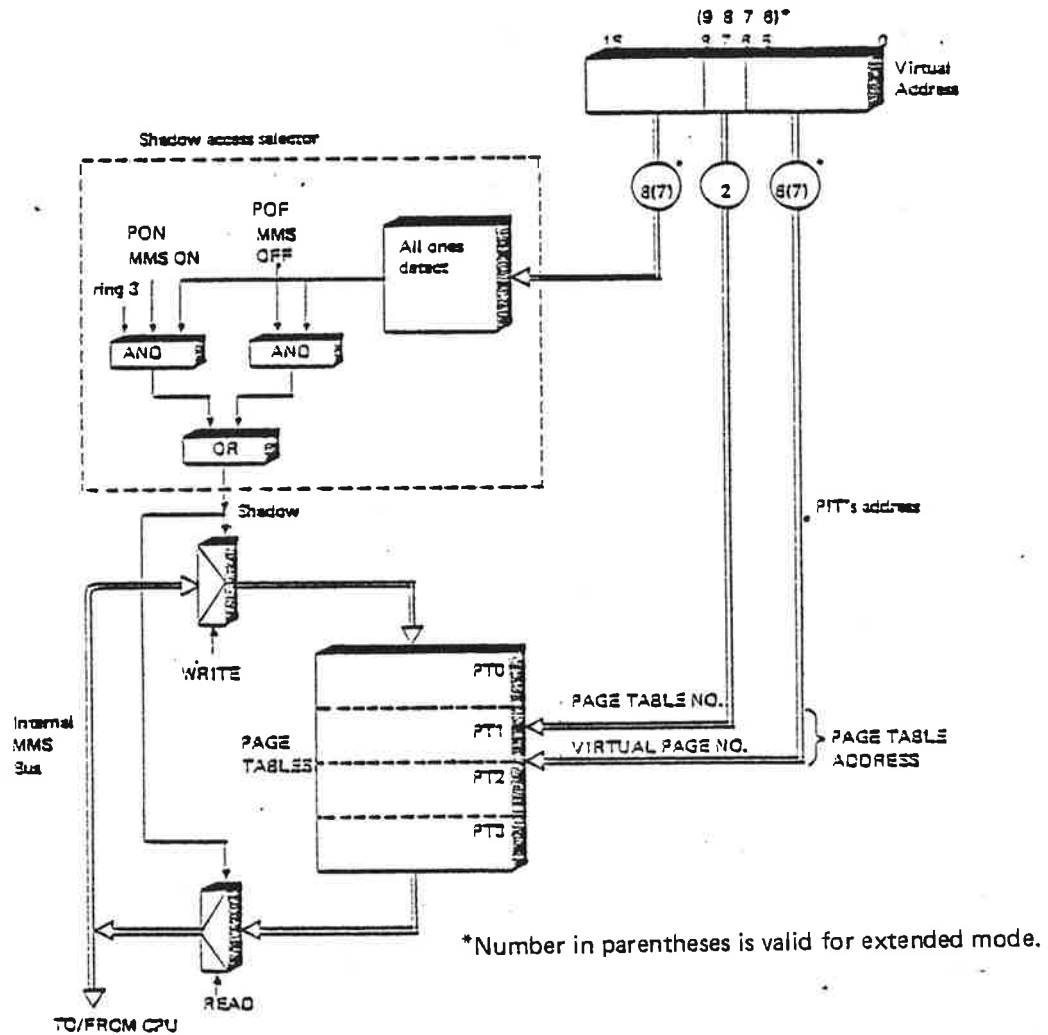 (9 8 7 6)*
15 8 7 6 5 0
Virtual
Address
Shadow access selector
8(7)*
2
6(7)*
POF
MMS
OFF
PON
MMS ON
ring 3
All ones
detect
AND
AND
OR
Shadow
PIT's address
WRITE
Internal
MMS
Bus
PAGE
TABLES
PT0
PT1
PT2
PT3
PAGE TABLE NO.
VIRTUAL PAGE NO.
PAGE TABLE
ADDRESS
READ
TO/FROM CPU
*Number in parentheses is valid for extended mode.